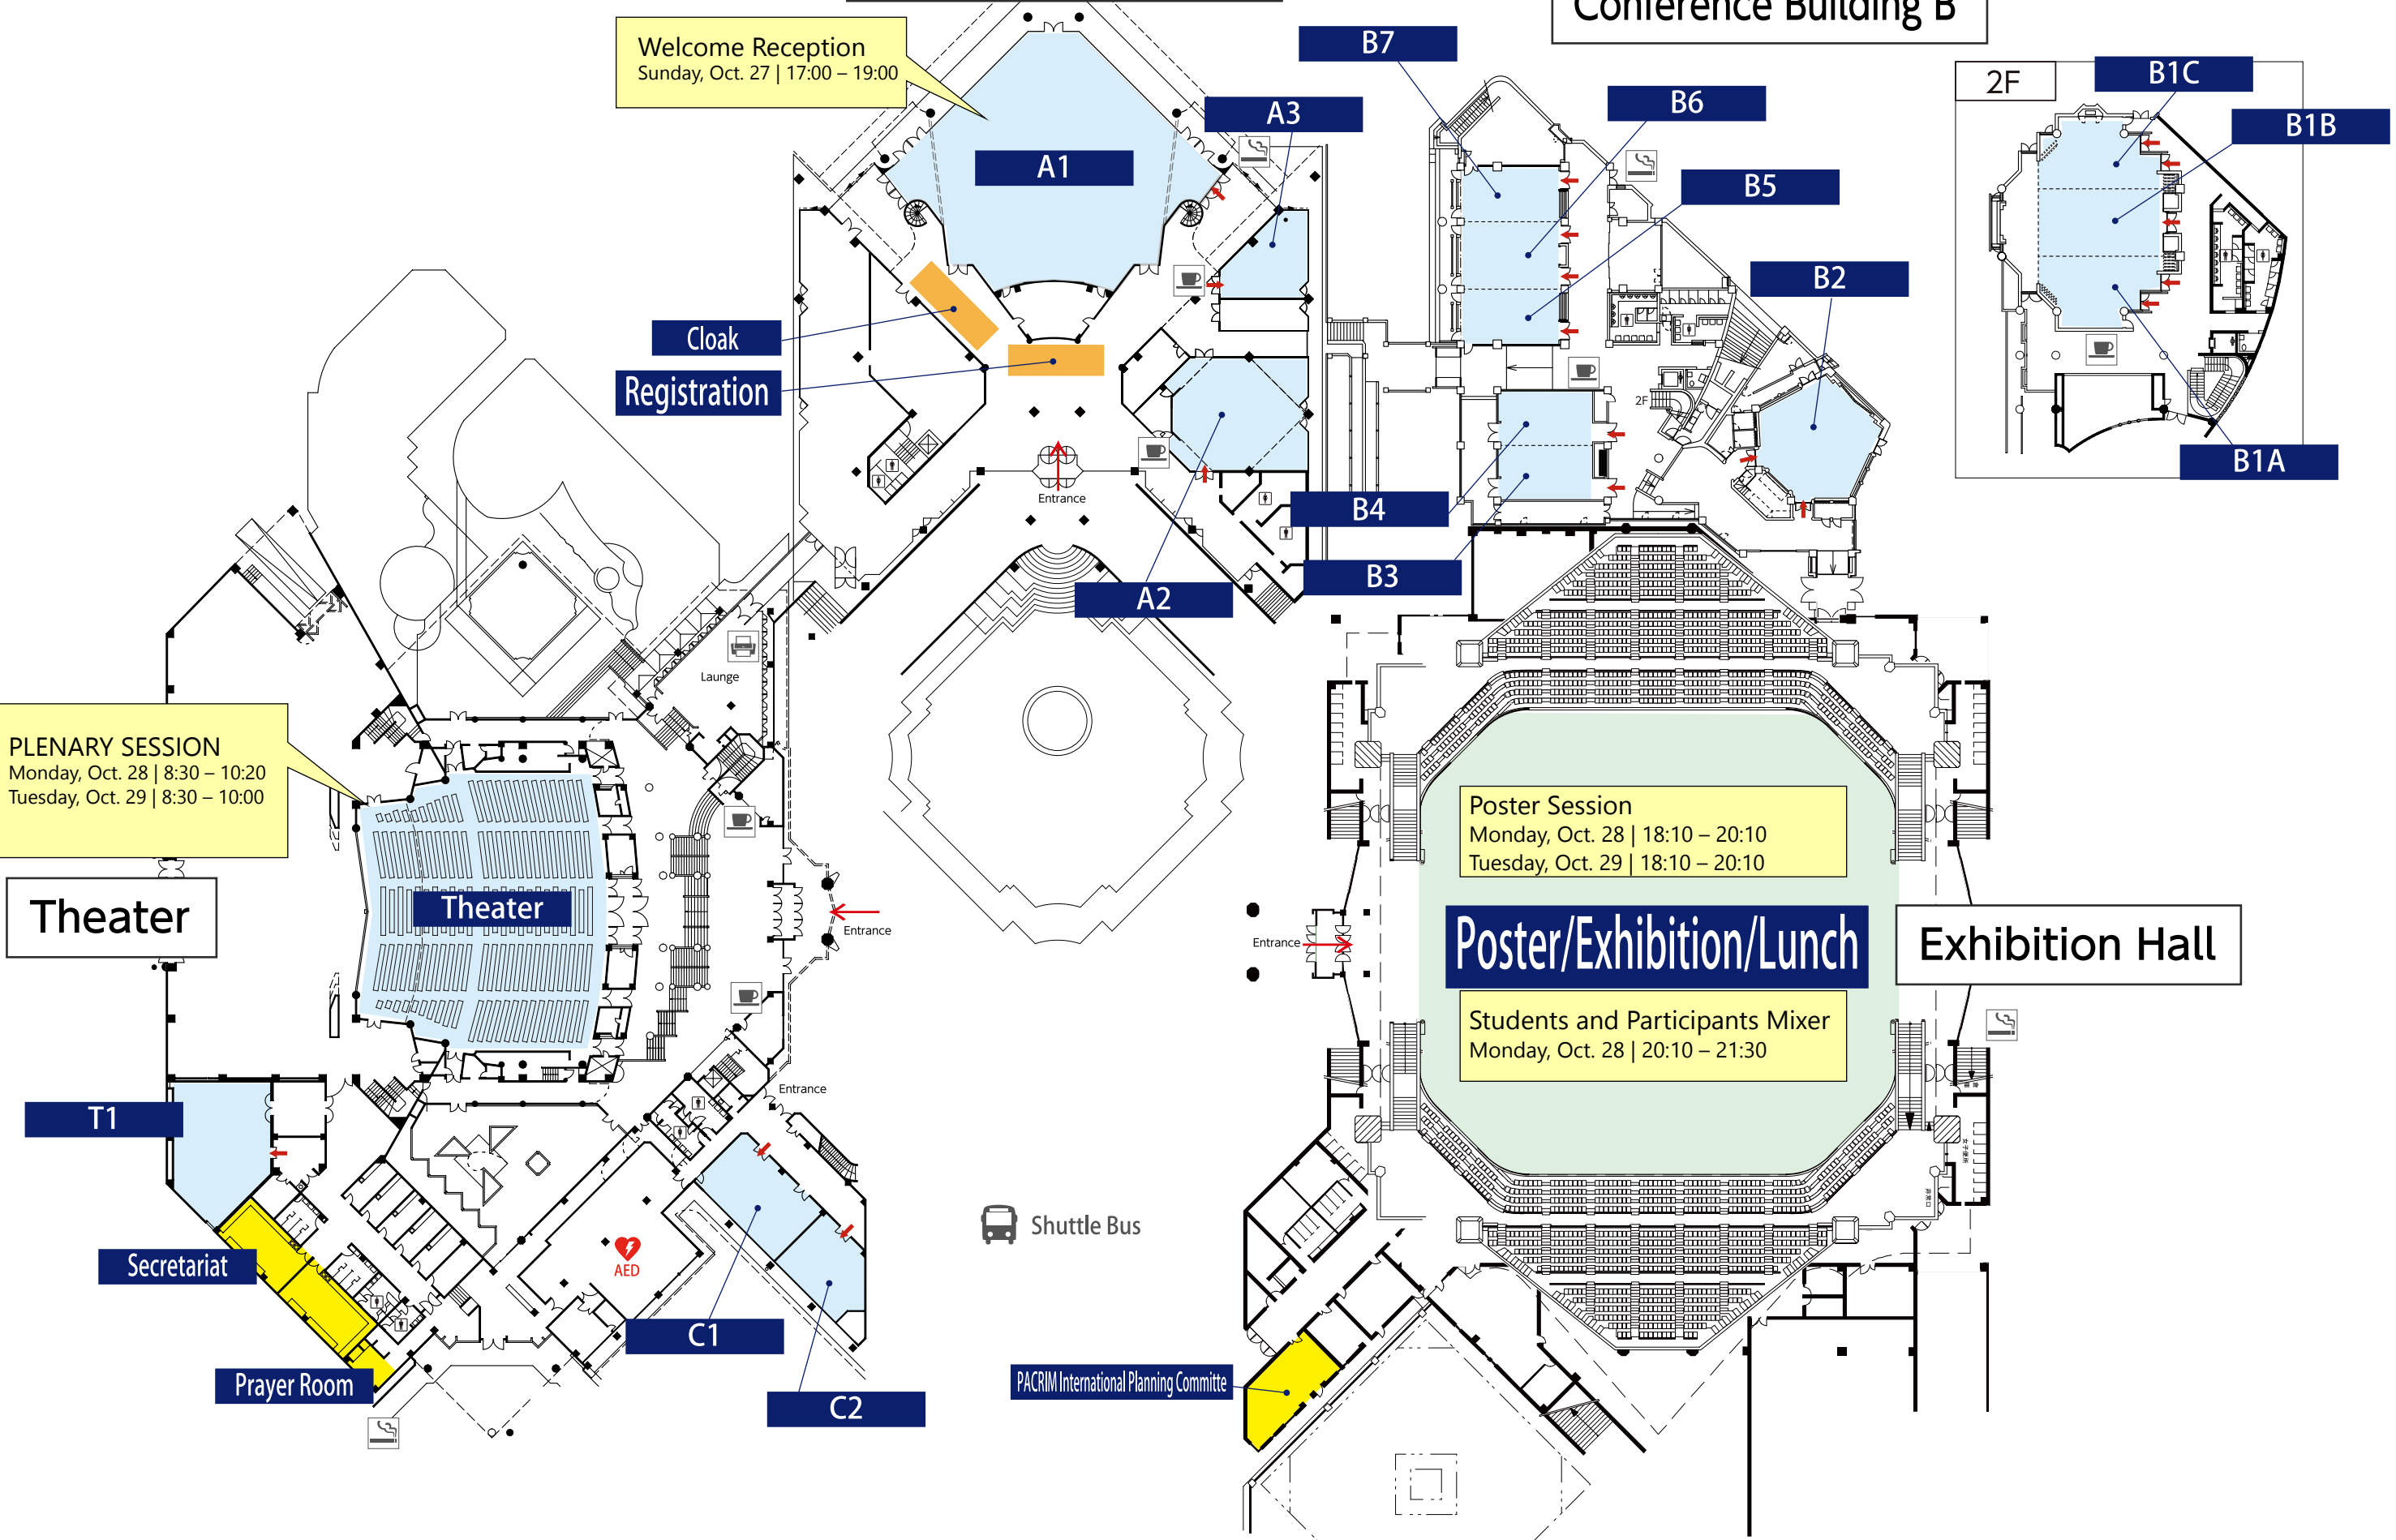 Conference Building B
Welcome Reception
Sunday, Oct. 27 | 17:00 – 19:00
B7
B6
B5
A3
A1
2F
B1C
B1B
B2
Cloak
Registration
2F
B1A
Entrance
B4
B3
A2
2F
Launge
PLENARY SESSION
Monday, Oct. 28 | 8:30 – 10:20
Tuesday, Oct. 29 | 8:30 – 10:00
Theater
Theater
Entrance
Poster Session
Monday, Oct. 28 | 18:10 – 20:10
Tuesday, Oct. 29 | 18:10 – 20:10
Entrance
Poster/Exhibition/Lunch
Exhibition Hall
Students and Participants Mixer
Monday, Oct. 28 | 20:10 – 21:30
Entrance
T1
Shuttle Bus
Secretariat
AED
C1
Prayer Room
PACRIM International Planning Committe
C2